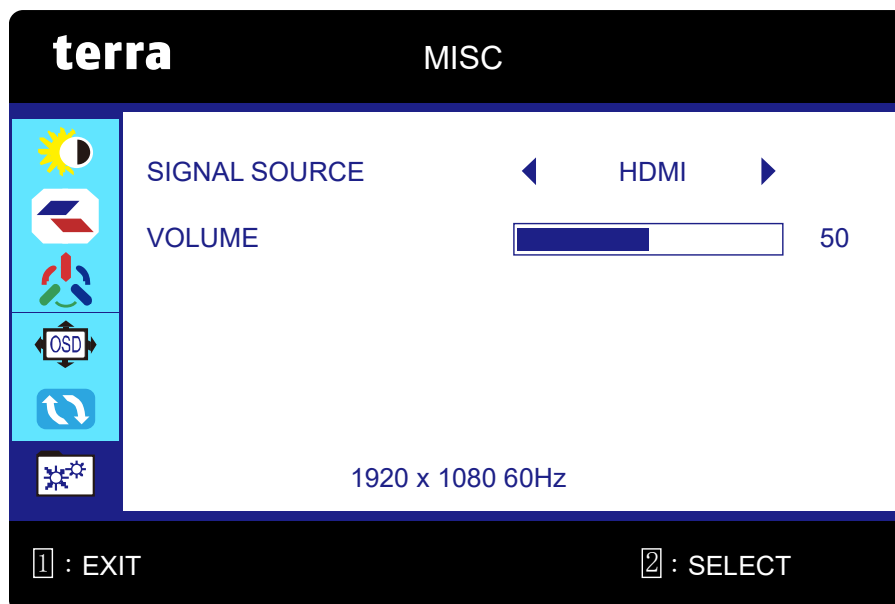 terra MISC
SIGNAL SOURCE HDMI
VOLUME 50
OSD
1920 x 1080 60Hz
1 : EXIT 2 : SELECT